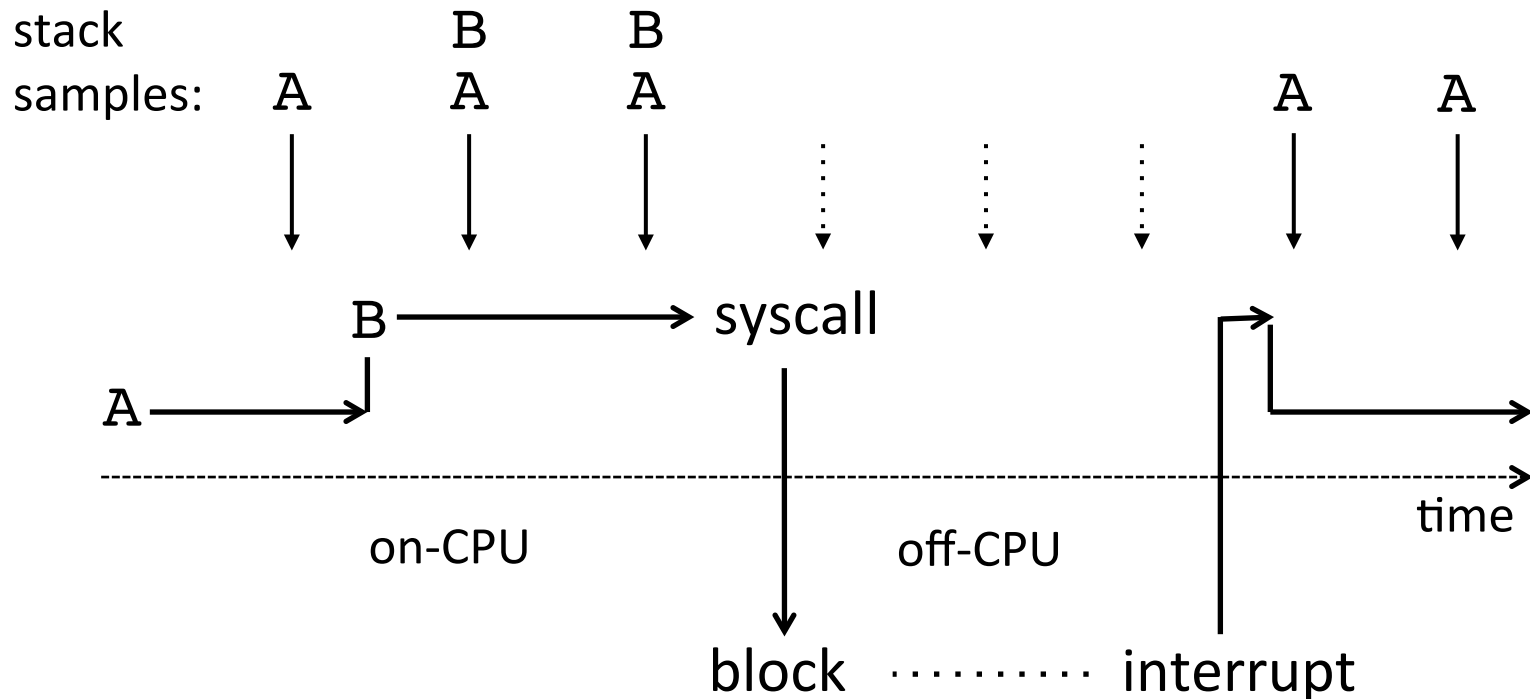 stack B B
samples: A A A A A
B syscall
A
time
on-CPU off-CPU
block interrupt